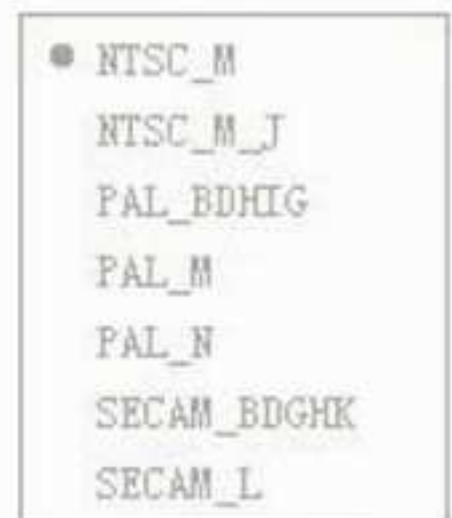 NTSC_M
NTSC_M_J
PAL_BDHIG
PAL_M
PAL_N
SECAM_BDGHK
SECAM_L